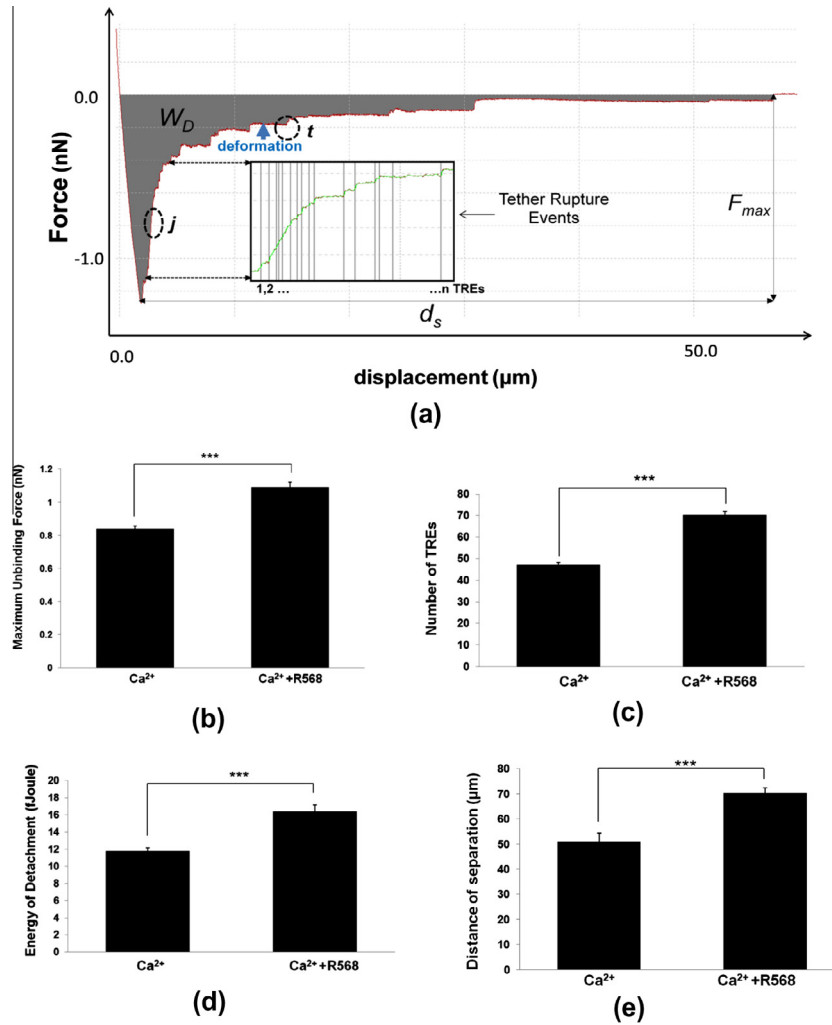 0.0
W_D
t
deformation
Force (nN)
j
Tether Rupture
Events
F_max
-1.0
1,2 ...
...n TREs
d_s
0.0
50.0
displacement (µm)
(a)
Maximum Unbinding Force (nN)
1.2
1
0.8
0.6
0.4
0.2
0
***
Ca²⁺
Ca²⁺+R568
(b)
Number of TREs
80
70
60
50
40
30
20
10
0
***
Ca²⁺
Ca²⁺ +R568
(c)
Energy of Detachment (fJoule)
20
18
16
14
12
10
8
6
4
2
0
***
Ca²⁺
Ca²⁺ +R568
(d)
Distance of separation (µm)
80
70
60
50
40
30
20
10
0
***
Ca²⁺
Ca²⁺ +R568
(e)